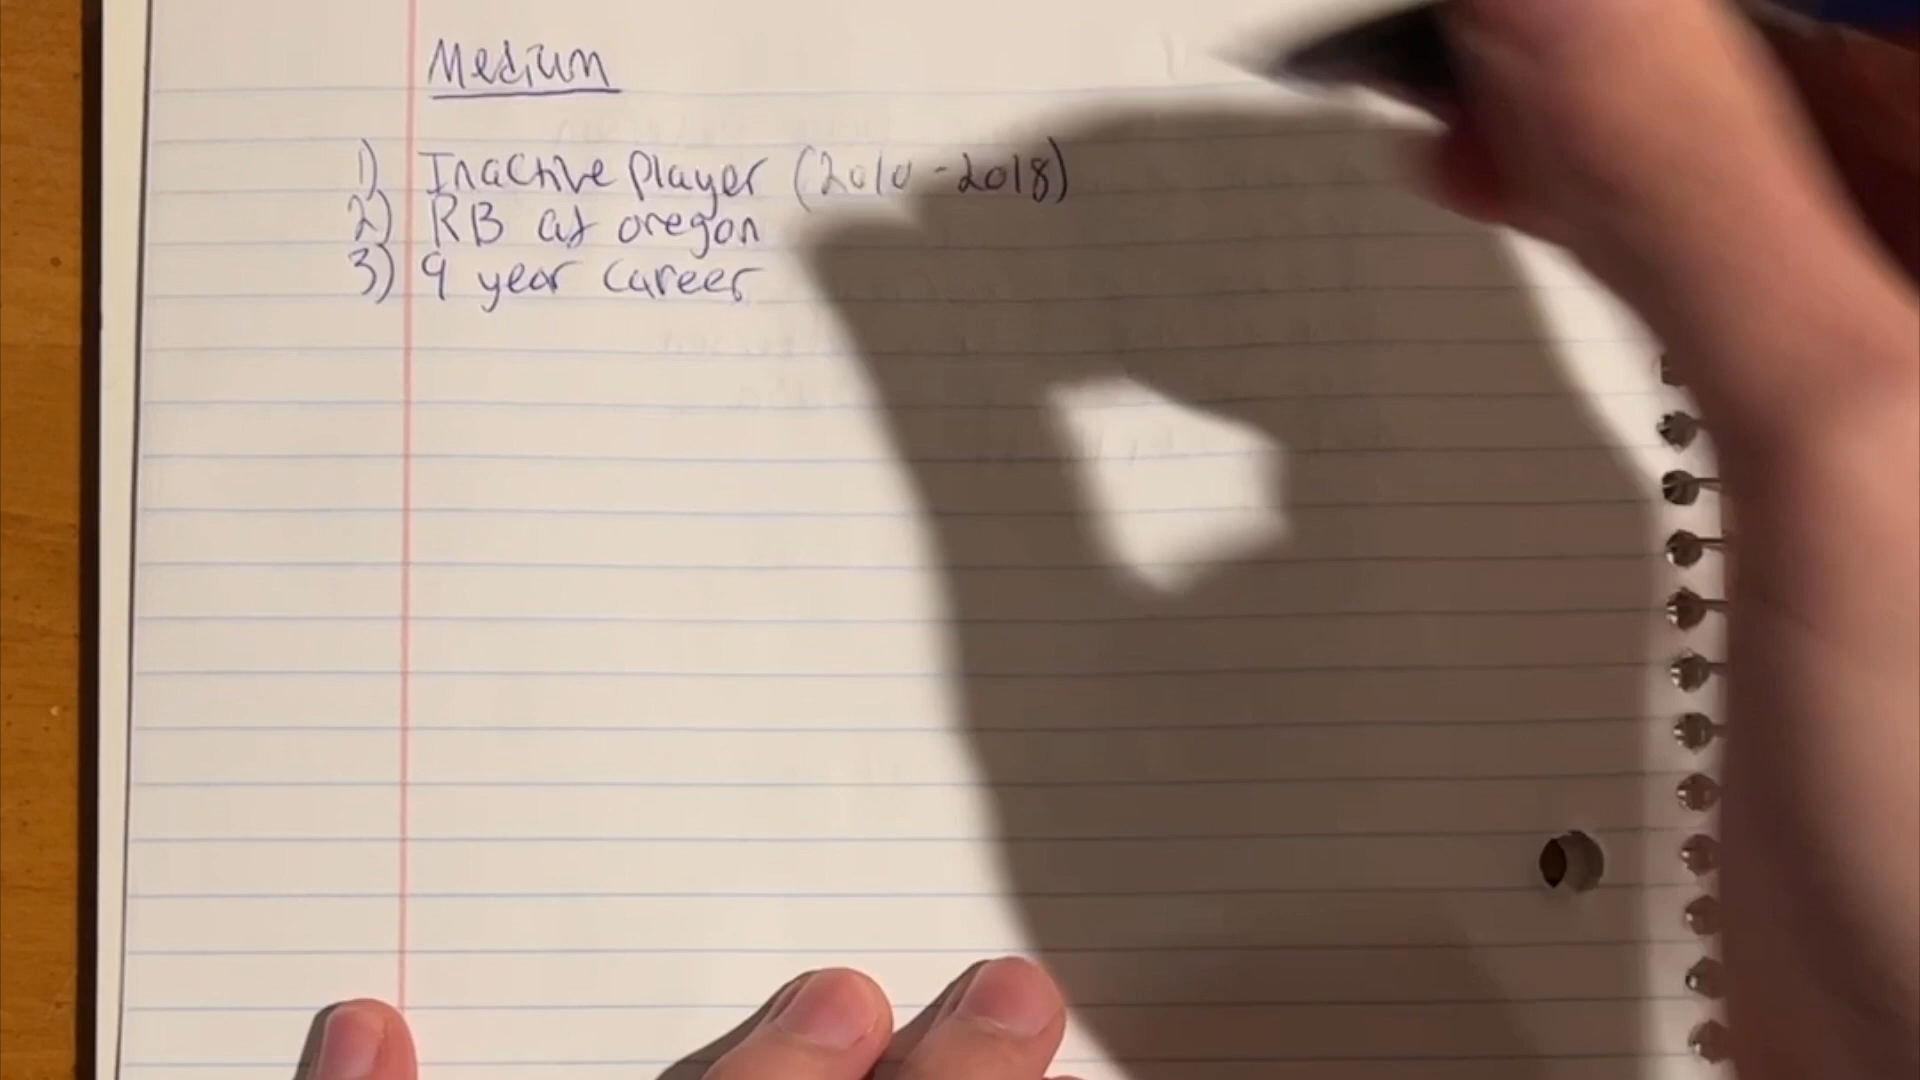 Medium
1) Inactive Player (2010-2018)
2) RB at oregon
3) 9 year career